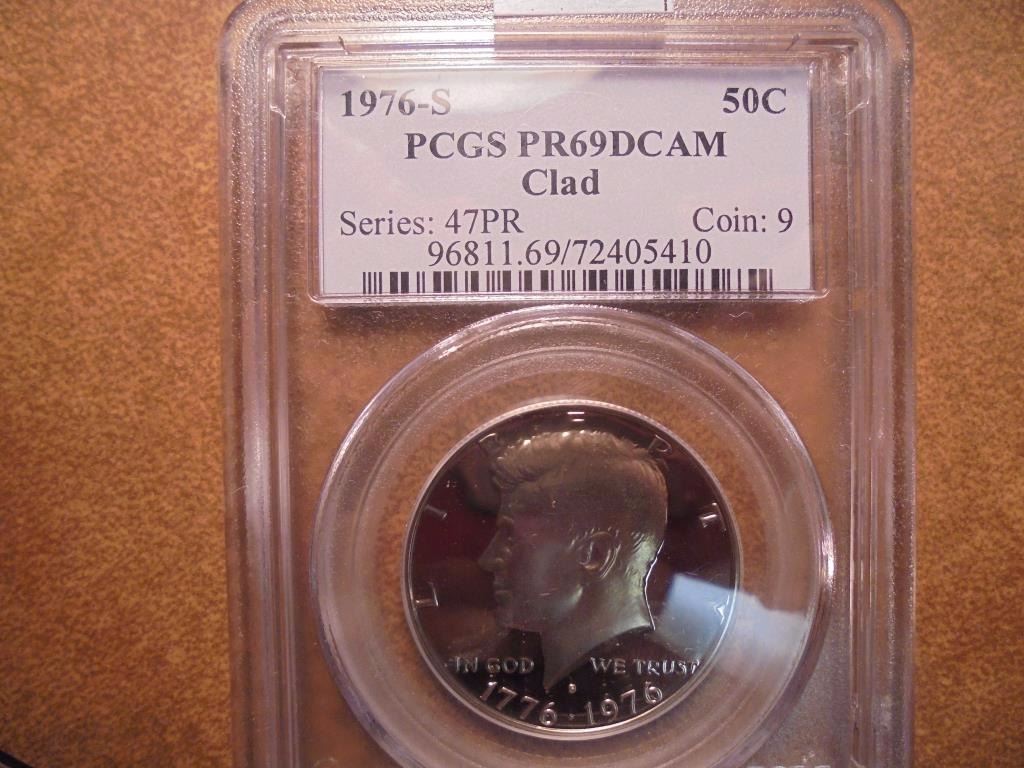 1976-S 50C
PCGS PR69DCAM
Clad
Series: 47PR Coin: 9
96811.69/72405410
LIBERTY
IN GOD WE TRUST
1776·1976